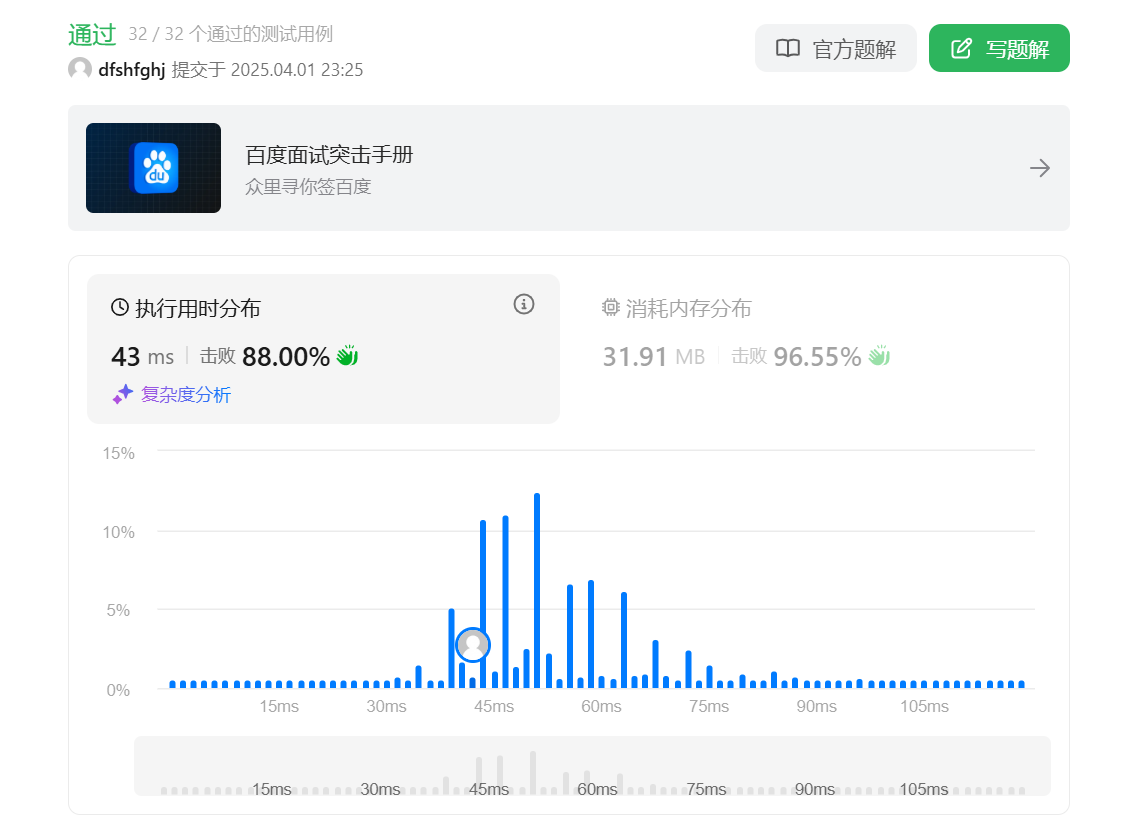 通过 32 / 32 个通过的测试用例
dfshfghj 提交于 2025.04.01 23:25
官方题解
写题解
du
百度面试突击手册
众里寻你签百度
执行用时分布
43 ms 击败 88.00%
复杂度分析
消耗内存分布
31.91 MB 击败 96.55%
15%
10%
5%
0%
15ms 30ms 45ms 60ms 75ms 90ms 105ms
15ms 30ms 45ms 60ms 75ms 90ms 105ms